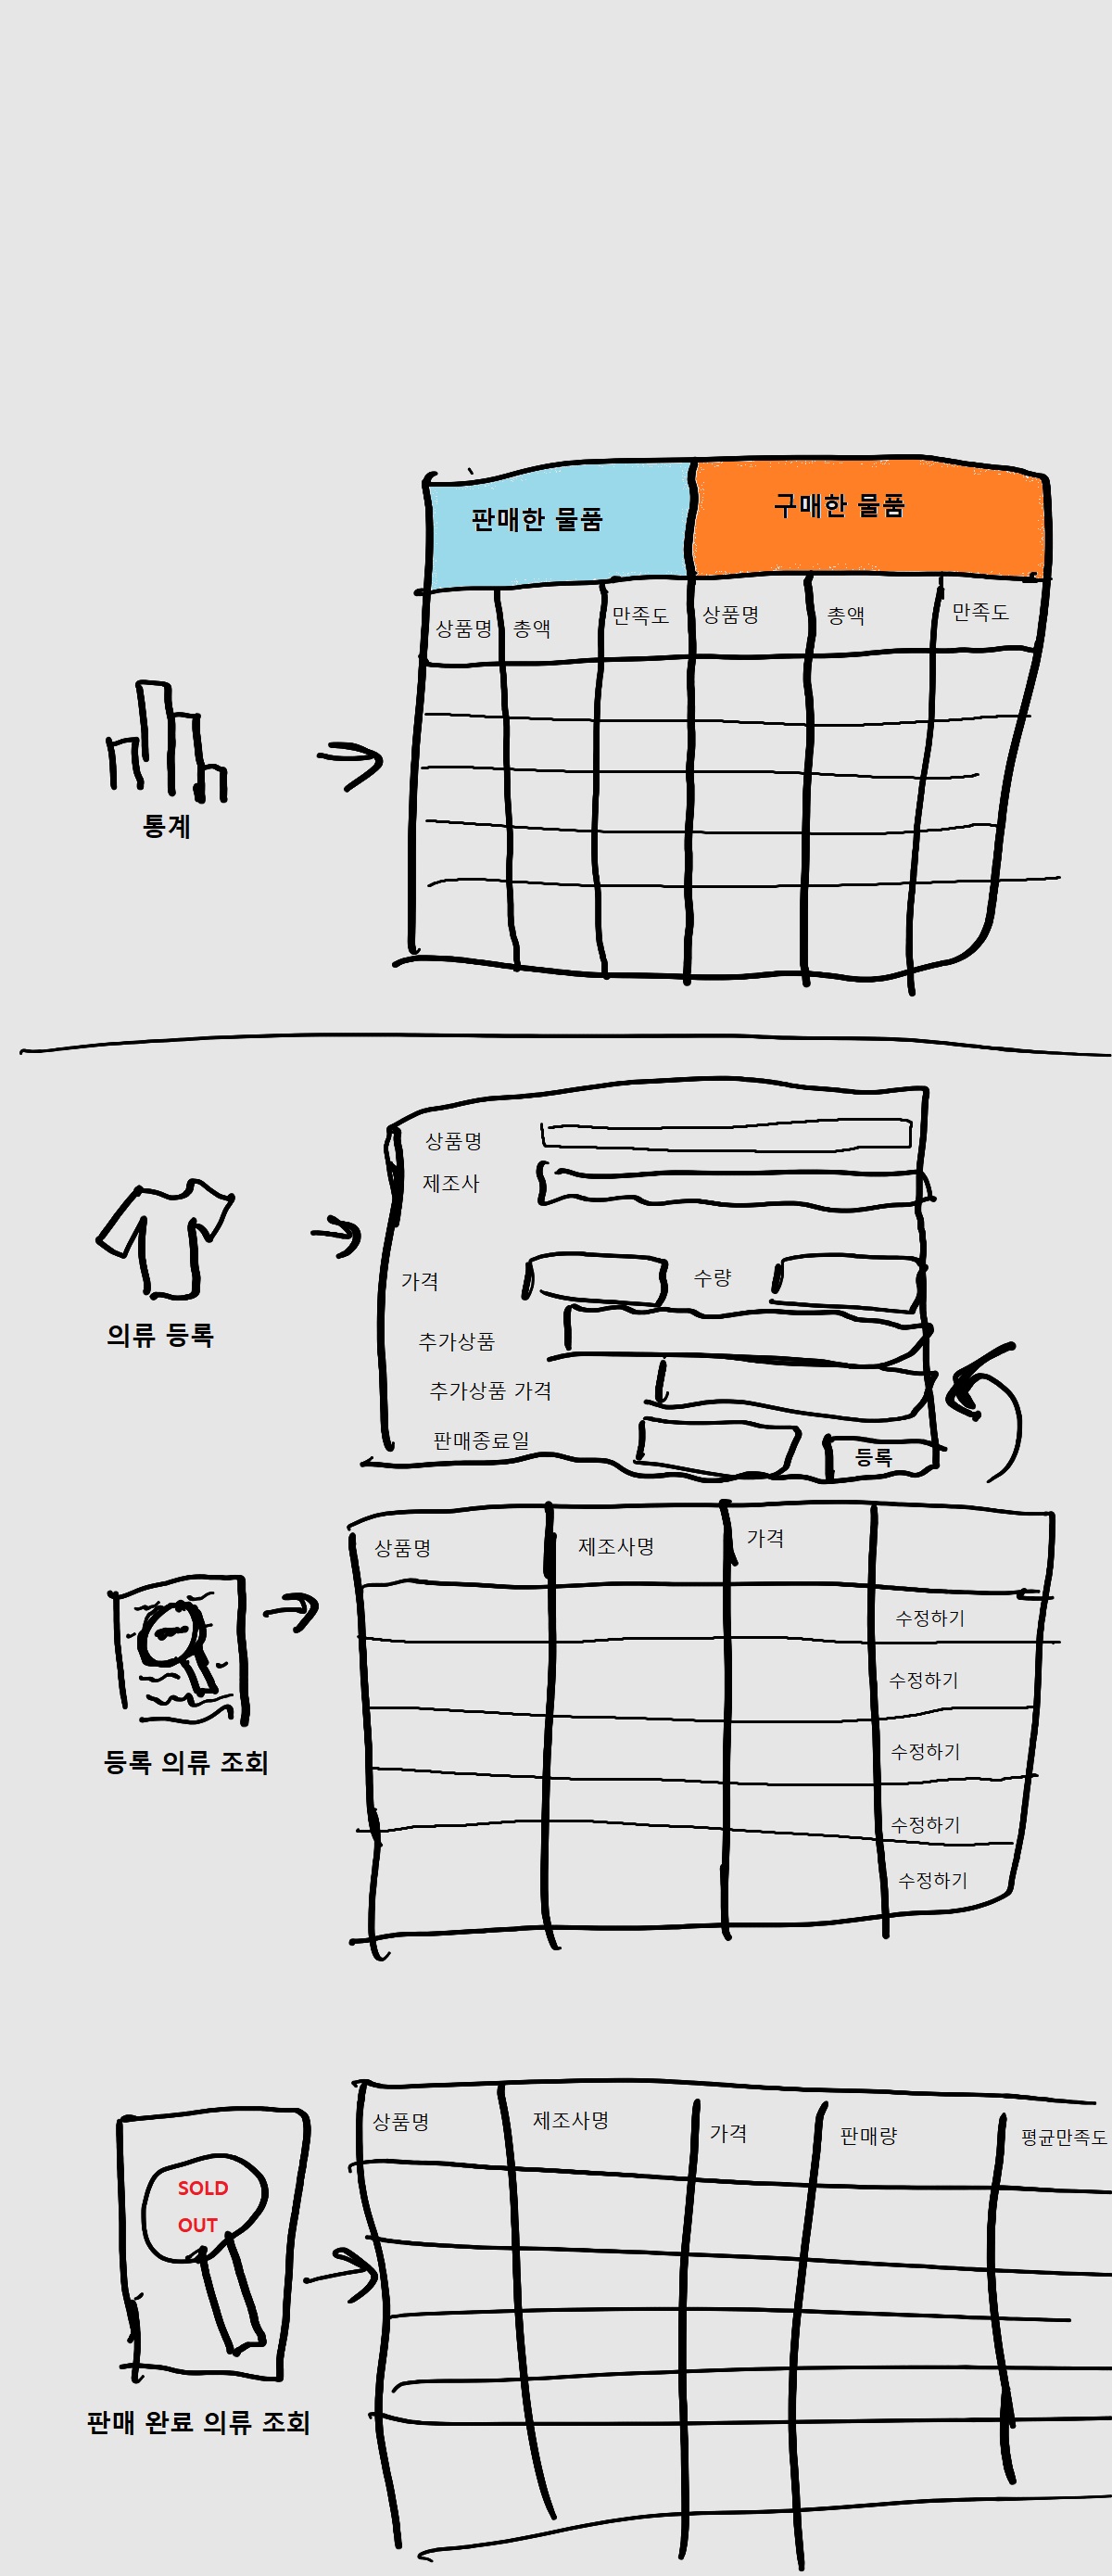 판매한 물품
구매한 물품
상품명 총액 만족도 상품명 총액 만족도
통계
상품명
제조사
가격 수량
추가상품
추가상품 가격
판매종료일
등록
의류 등록
상품명 제조사명 가격
수정하기
수정하기
수정하기
수정하기
수정하기
등록 의류 조회
상품명 제조사명 가격 판매량 평균만족도
SOLD
OUT
판매 완료 의류 조회